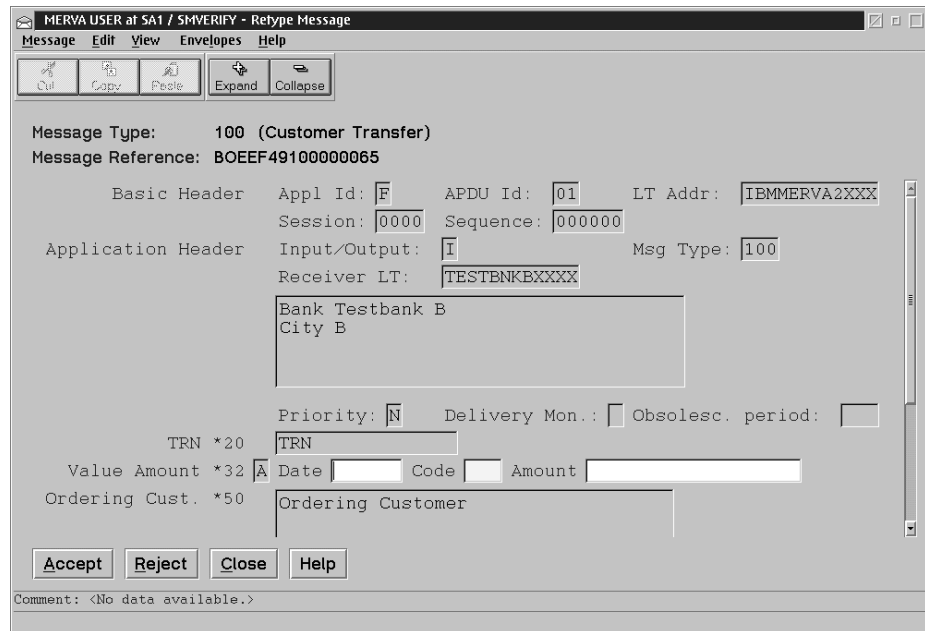 MERVA USER at SA1 / SMVERIFY - Retype Message
Message Edit View Envelopes Help
Cut Copy Paste Expand Collapse
Message Type: 100 (Customer Transfer)
Message Reference: BOEEF49100000065
Basic Header Appl Id: F APDU Id: 01 LT Addr: IBMMERVA2XXX
Session: 0000 Sequence: 000000
Application Header Input/Output: I Msg Type: 100
Receiver LT: TESTBNKBXXXX
Bank Testbank B
City B
Priority: N Delivery Mon.: Obsolesc. period:
TRN *20 TRN
Value Amount *32 A Date Code Amount
Ordering Cust. *50 Ordering Customer
Accept Reject Close Help
Comment: <No data available.>